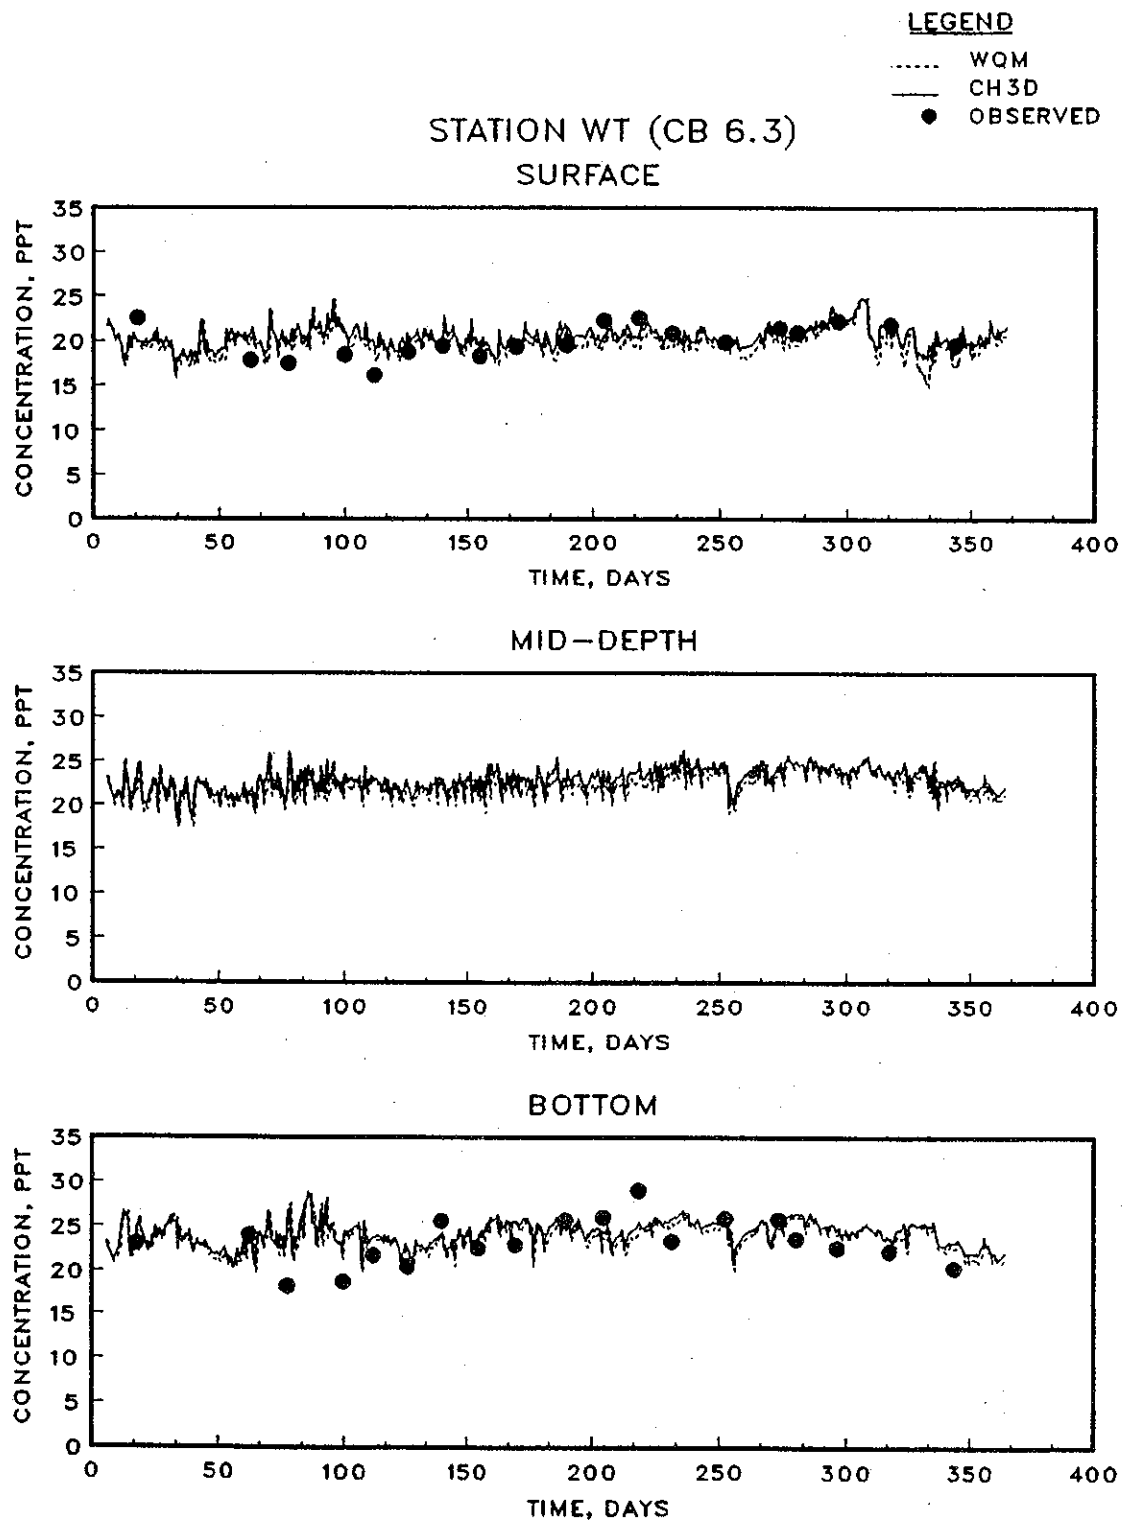 LEGEND
WQM
CH3D
OBSERVED
STATION WT (CB 6.3)
SURFACE
CONCENTRATION, PPT
35
30
25
20
15
10
5
0
0 50 100 150 200 250 300 350 400
TIME, DAYS
MID-DEPTH
CONCENTRATION, PPT
35
30
25
20
15
10
5
0
0 50 100 150 200 250 300 350 400
TIME, DAYS
BOTTOM
CONCENTRATION, PPT
35
30
25
20
15
10
5
0
0 50 100 150 200 250 300 350 400
TIME, DAYS